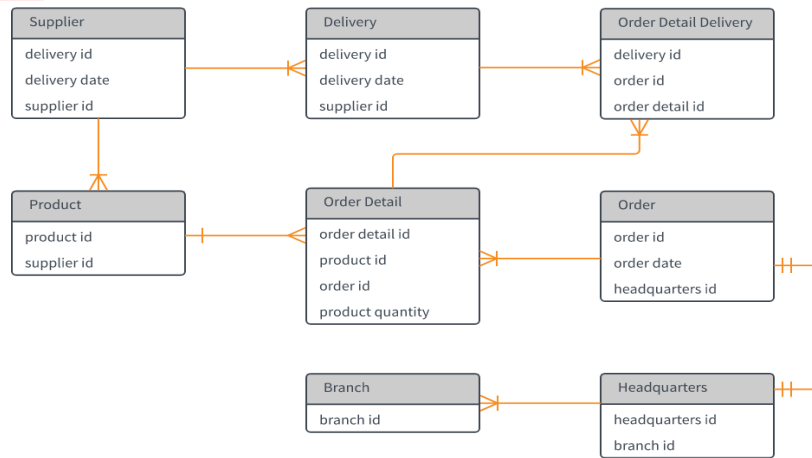 Supplier
delivery id
delivery date
supplier id
Delivery
delivery id
delivery date
supplier id
Order Detail Delivery
delivery id
order id
order detail id
Product
product id
supplier id
Order Detail
order detail id
product id
order id
product quantity
Order
order id
order date
headquarters id
Branch
branch id
Headquarters
headquarters id
branch id